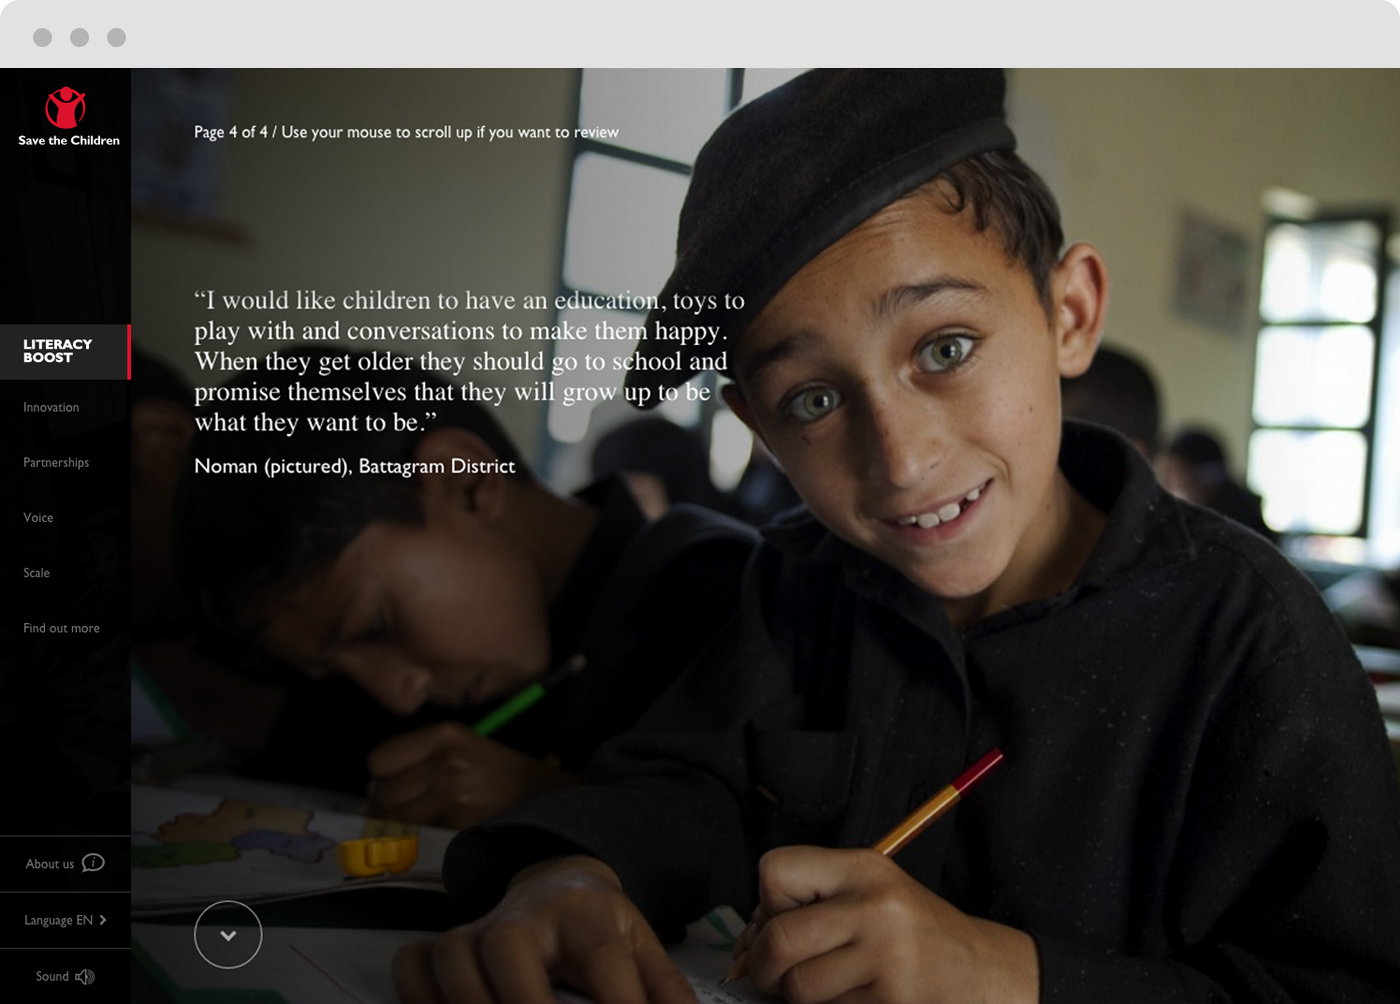 Save the Children
Page 4 of 4 / Use your mouse to scroll up if you want to review
“I would like children to have an education, toys to
play with and conversations to make them happy.
When they get older they should go to school and
promise themselves that they will grow up to be
what they want to be.”
Noman (pictured), Battagram District
LITERACY
BOOST
Innovation
Partnerships
Voice
Scale
Find out more
About us i
Language EN
Sound